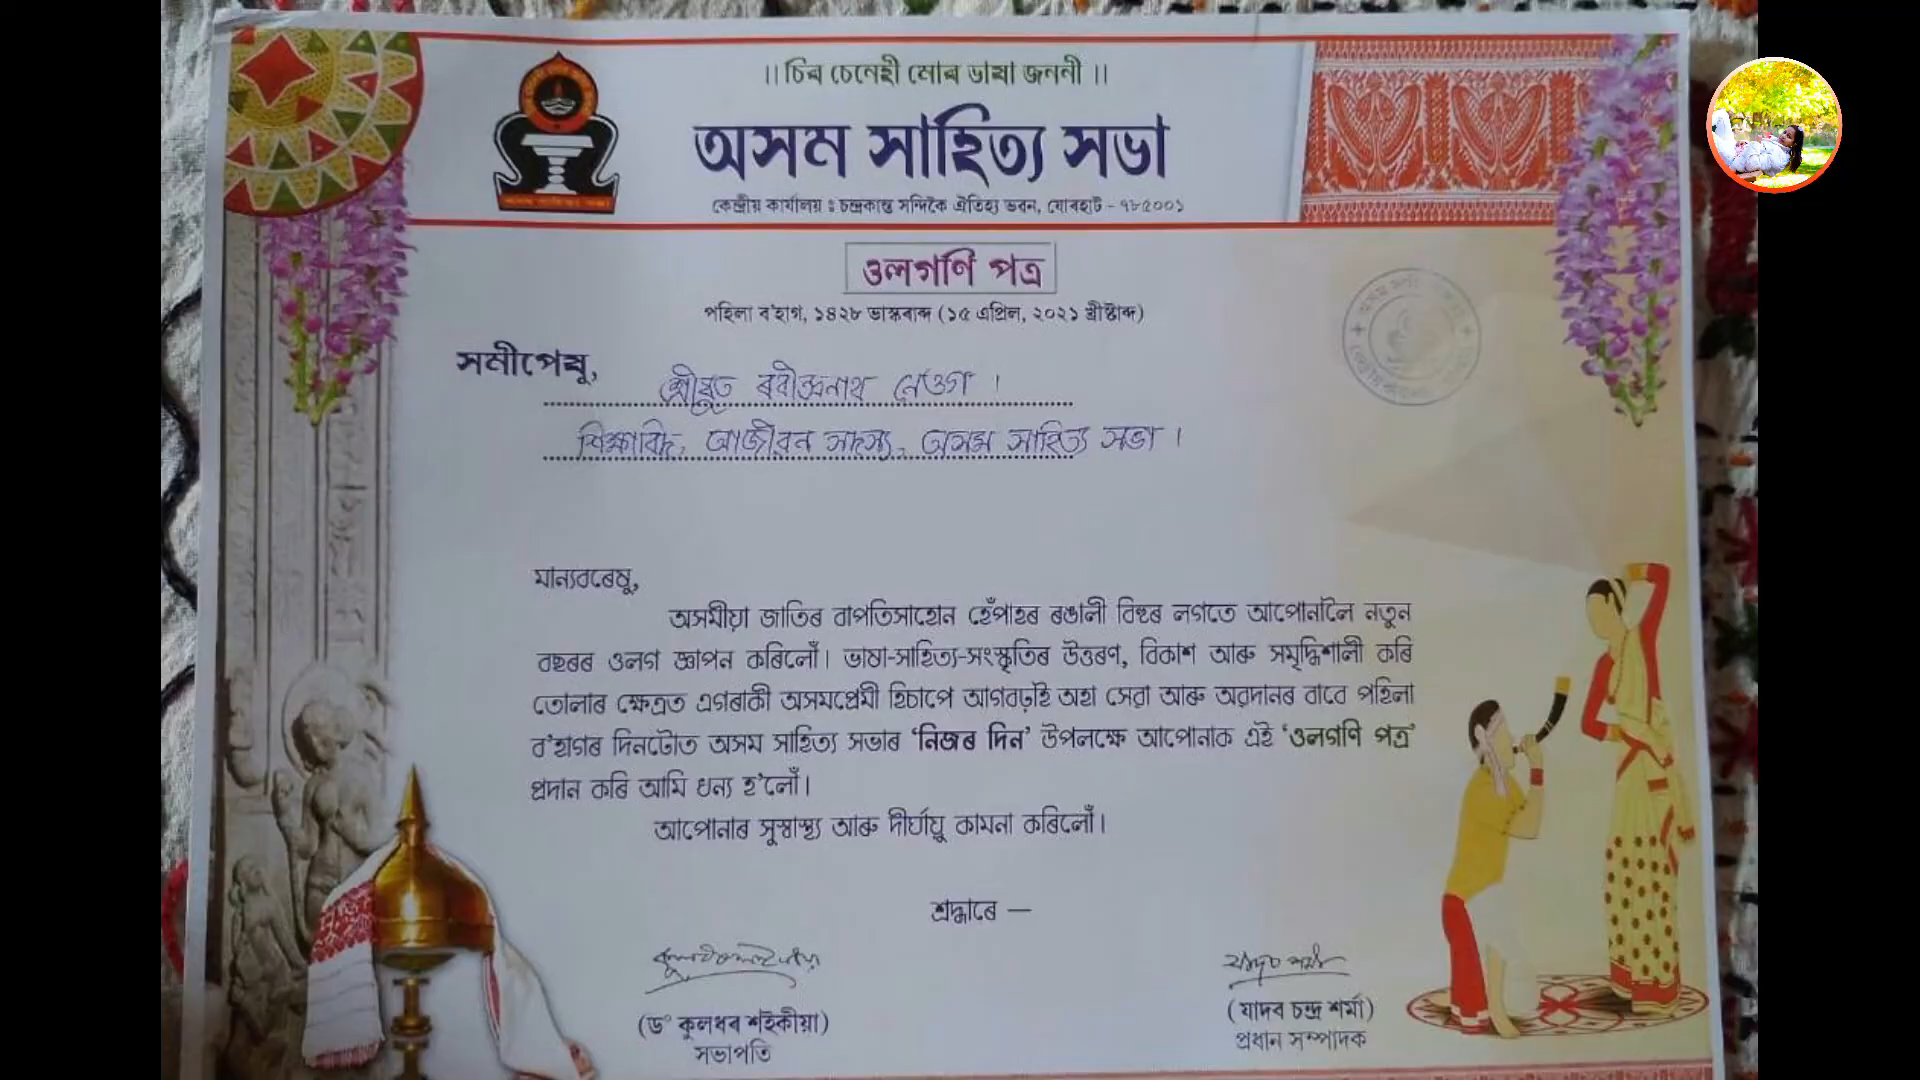 ।। চিৰ চেনেহী মোৰ ভাষা জননী ।।
অসম সাহিত্য সভা
কেন্দ্ৰীয় কাৰ্যালয় ঃ চন্দ্ৰকান্ত সন্দিকৈ ঐতিহ্য ভৱন, যোৰহাট - ৭৮৫০০১
ওলগণি পত্ৰ
পহিলা ব'হাগ, ১৪২৮ ভাস্কৰাব্দ (১৫ এপ্ৰিল, ২০২১ খ্ৰীষ্টাব্দ)
সমীপেষু,
শ্ৰীযুত ৰবীন্দ্ৰনাথ নেওগ ।
শিক্ষাবিদ, আজীৱন সদস্য, অসম সাহিত্য সভা ।
মান্যবৰেষু,
অসমীয়া জাতিৰ বাপতিসাহোন হেঁপাহৰ ৰঙালী বিহুৰ লগতে আপোনালৈ নতুন
বছৰৰ ওলগ জ্ঞাপন কৰিলোঁ। ভাষা-সাহিত্য-সংস্কৃতিৰ উত্তৰণ, বিকাশ আৰু সমৃদ্ধিশালী কৰি
তোলাৰ ক্ষেত্ৰত এগৰাকী অসমপ্ৰেমী হিচাপে আগবঢ়াই অহা সেৱা আৰু অৱদানৰ বাবে পহিলা
ব'হাগৰ দিনটোত অসম সাহিত্য সভাৰ 'নিজৰ দিন' উপলক্ষে আপোনাক এই 'ওলগণি পত্ৰ'
প্ৰদান কৰি আমি ধন্য হ'লোঁ।
আপোনাৰ সুস্বাস্থ্য আৰু দীৰ্ঘায়ু কামনা কৰিলোঁ।
শ্ৰদ্ধাৰে —
(ড° কুলধৰ শইকীয়া)
সভাপতি
যাদৱ শৰ্মা
(যাদৱ চন্দ্ৰ শৰ্মা)
প্ৰধান সম্পাদক